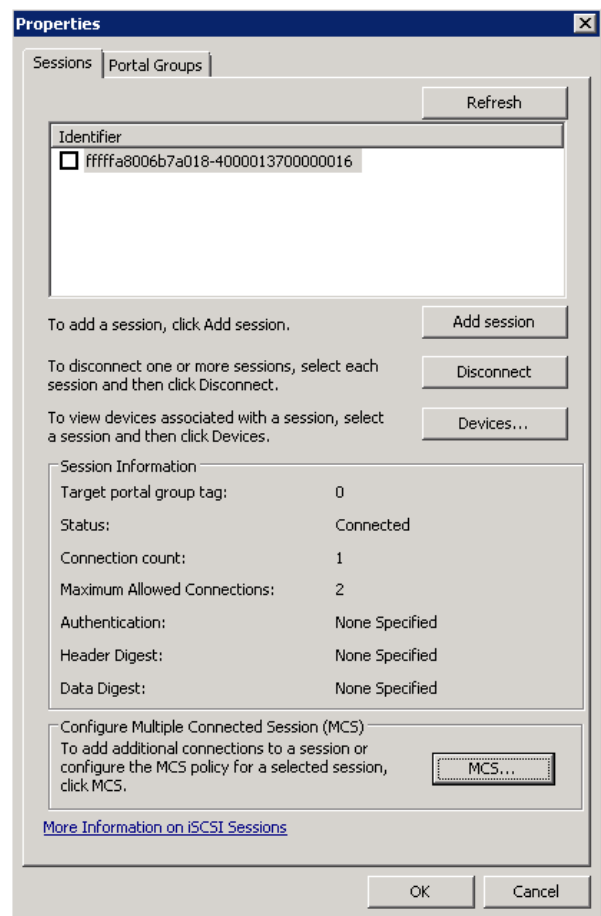 Properties
Sessions
Portal Groups
Refresh
Identifier
fffffa8006b7a018-4000013700000016
To add a session, click Add session.
Add session
To disconnect one or more sessions, select each
session and then click Disconnect.
Disconnect
To view devices associated with a session, select
a session and then click Devices.
Devices...
Session Information
Target portal group tag: 0
Status: Connected
Connection count: 1
Maximum Allowed Connections: 2
Authentication: None Specified
Header Digest: None Specified
Data Digest: None Specified
Configure Multiple Connected Session (MCS)
To add additional connections to a session or
configure the MCS policy for a selected session,
click MCS.
MCS...
More Information on iSCSI Sessions
OK
Cancel